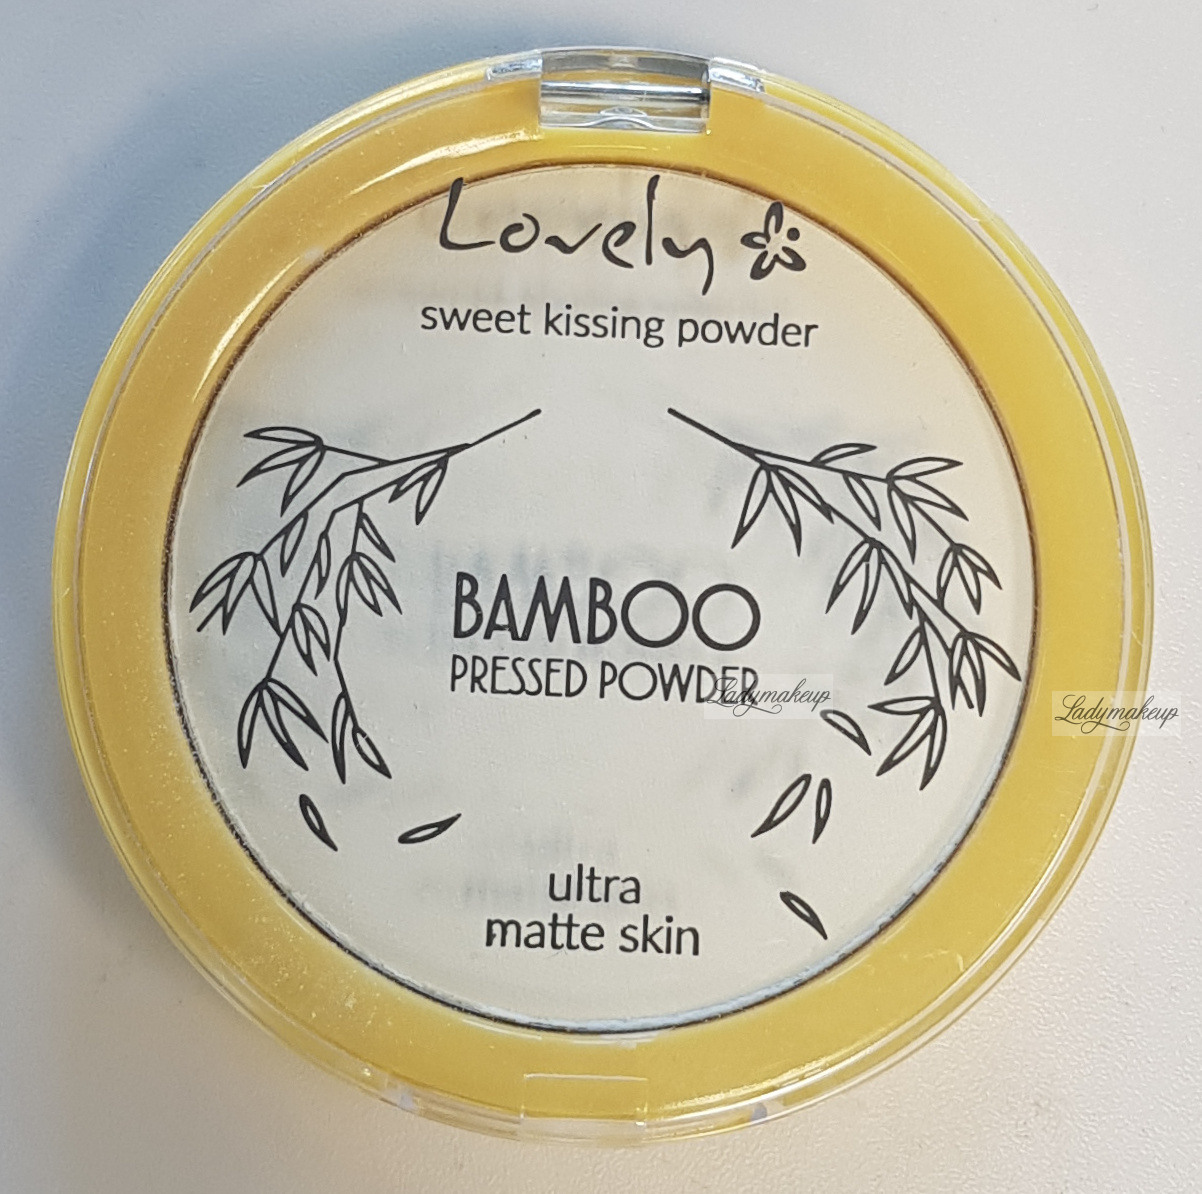 Lovely
sweet kissing powder
BAMBOO
PRESSED POWDER
Ladymakeup
Ladymakeup
ultra
matte skin